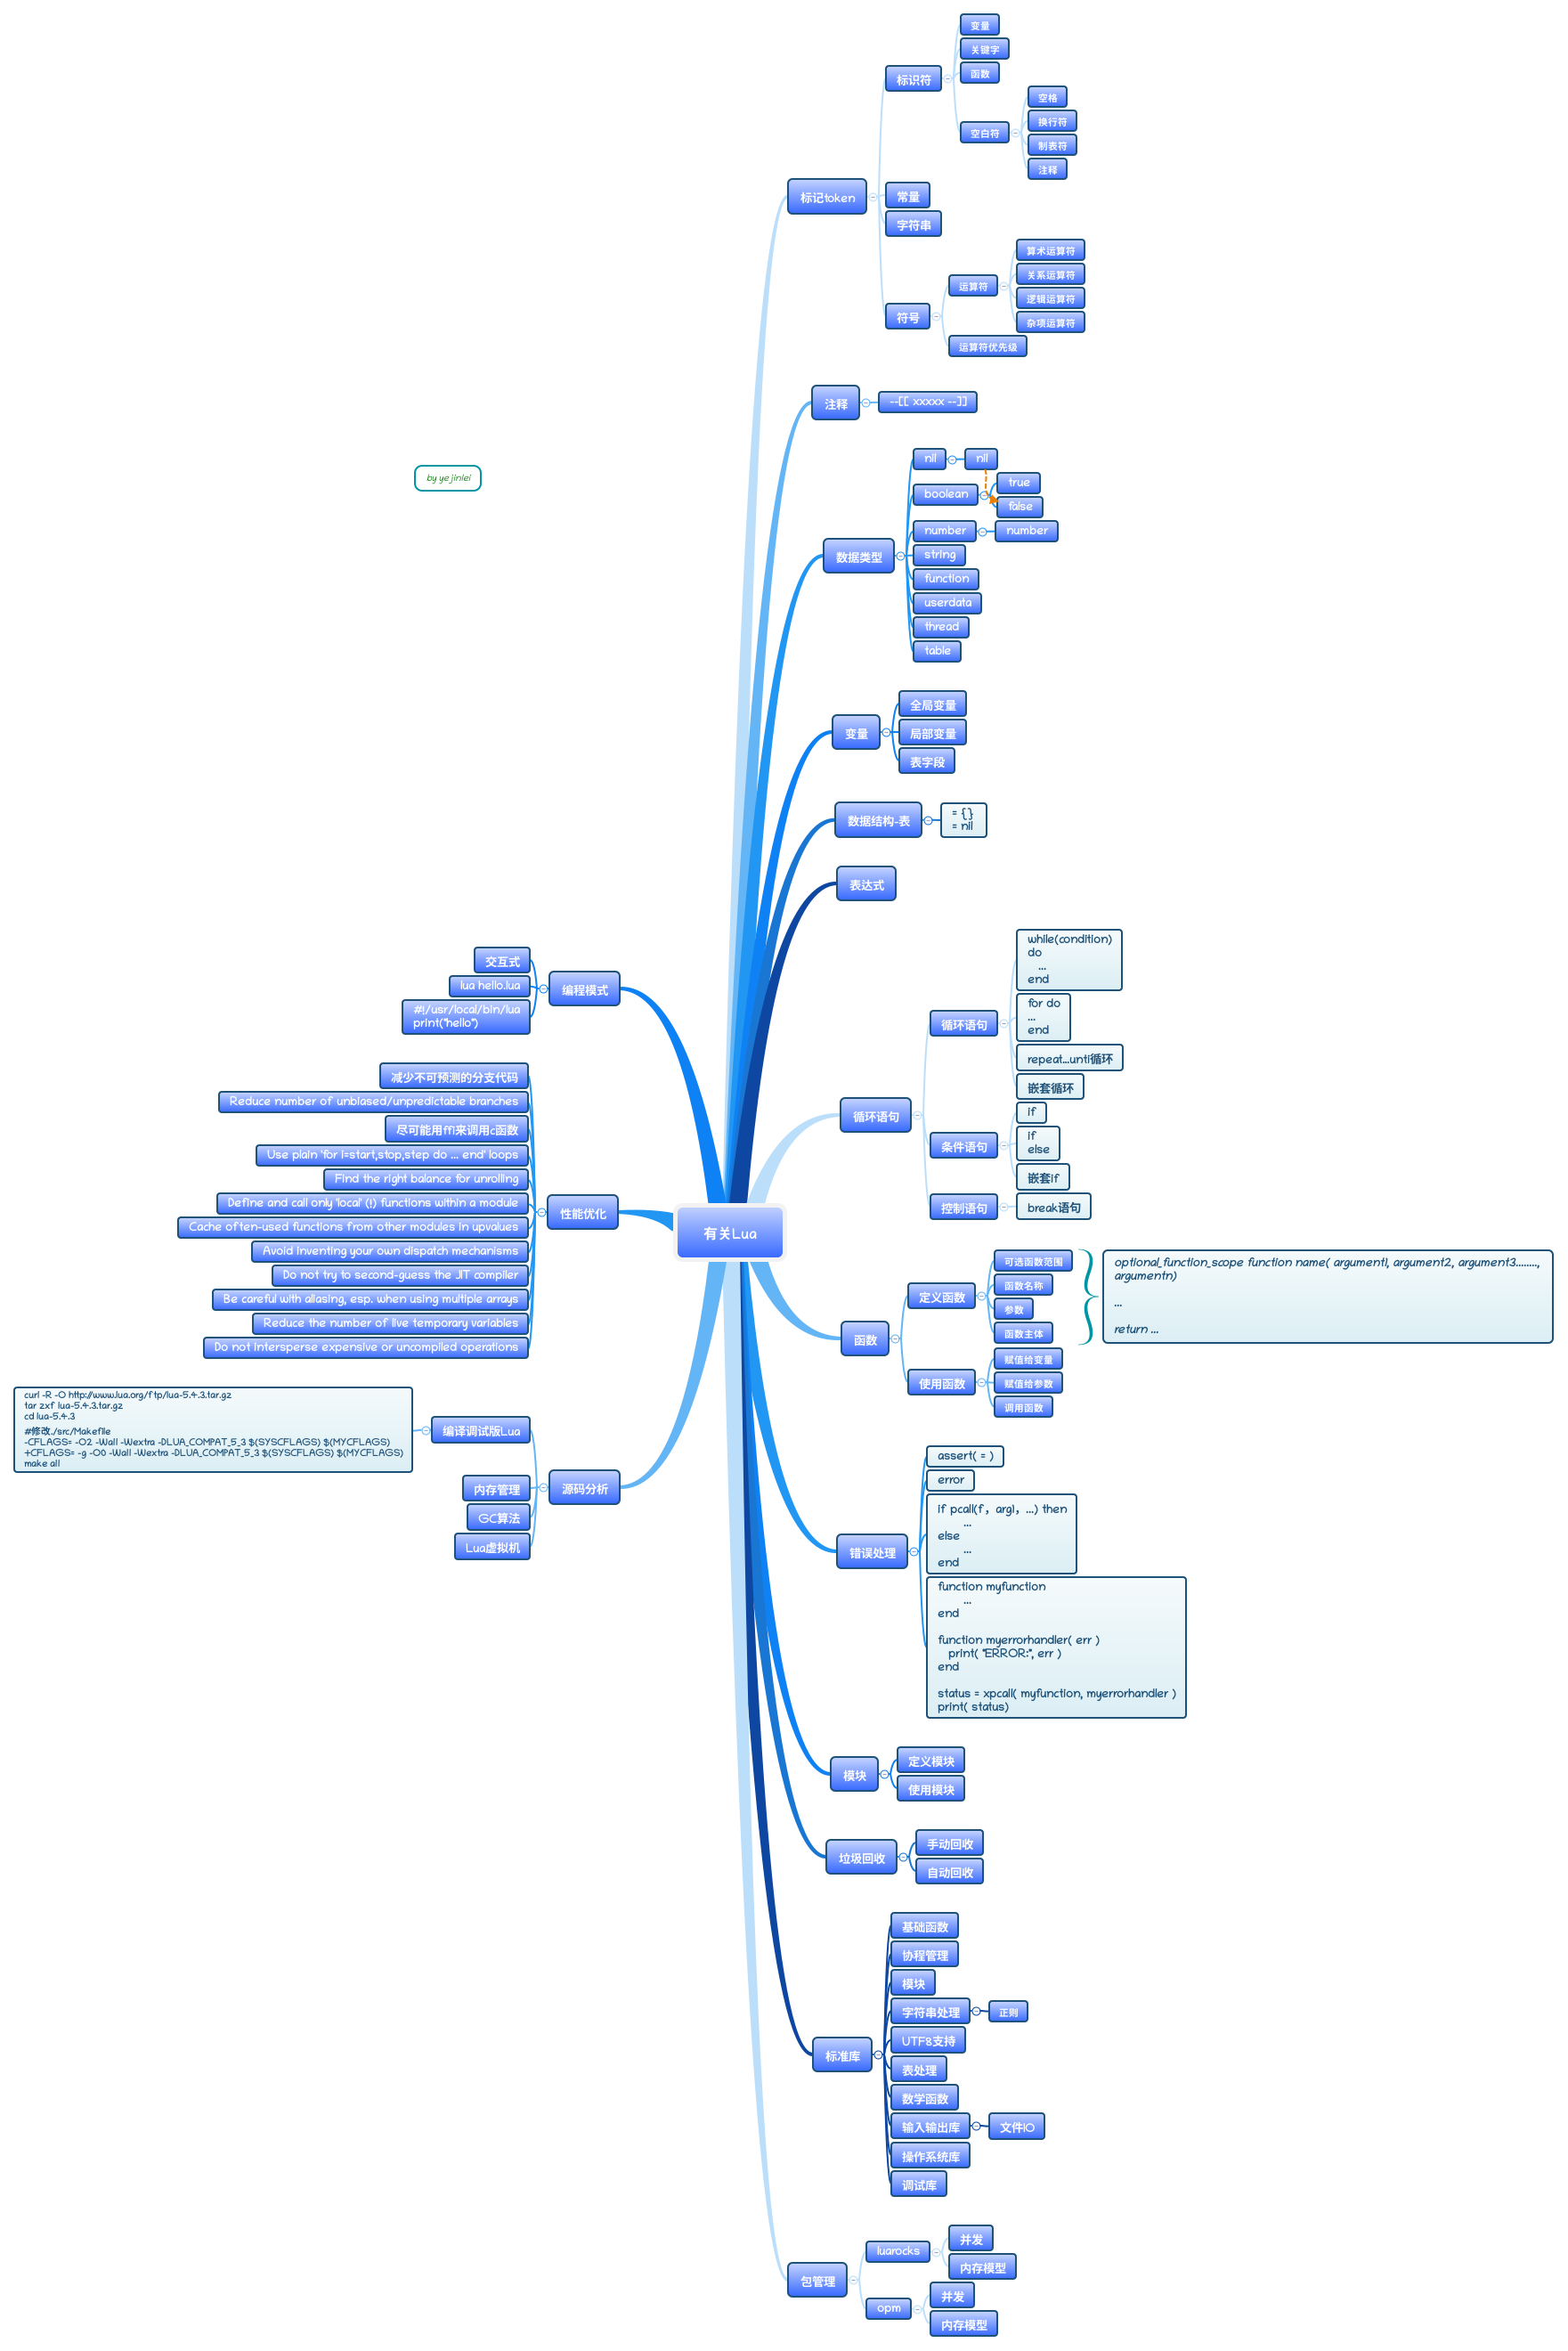 有关Lua
标记token
标识符
变量
关键字
函数
空白符
空格
换行符
制表符
注释
常量
字符串
符号
运算符
算术运算符
关系运算符
逻辑运算符
杂项运算符
运算符优先级
注释
--[[ xxxxx --]]
by yejinlei
数据类型
nil
nil
boolean
true
false
number
number
string
function
userdata
thread
table
变量
全局变量
局部变量
表字段
数据结构-表
= {}
= nil
表达式
循环语句
循环语句
while(condition)
do
...
end
for do
...
end
repeat...unti循环
嵌套循环
条件语句
if
if
else
嵌套if
控制语句
break语句
函数
定义函数
可选函数范围
函数名称
参数
函数主体
optional_function_scope function name( argument1, argument2, argument3........,
argumentn)
...
return ...
使用函数
赋值给变量
赋值给参数
调用函数
错误处理
assert( = )
error
if pcall(f，arg1，...) then
...
else
...
end
function myfunction
...
end
function myerrorhandler( err )
print( "ERROR:", err )
end
status = xpcall( myfunction, myerrorhandler )
print( status)
模块
定义模块
使用模块
垃圾回收
手动回收
自动回收
标准库
基础函数
协程管理
模块
字符串处理
正则
UTF8支持
表处理
数学函数
输入输出库
文件IO
操作系统库
调试库
包管理
luarocks
并发
内存模型
opm
并发
内存模型
编程模式
交互式
lua hello.lua
#!/usr/local/bin/lua
print("hello")
性能优化
减少不可预测的分支代码
Reduce number of unbiased/unpredictable branches
尽可能用ffi来调用c函数
Use plain 'for i=start,stop,step do ... end' loops
Find the right balance for unrolling
Define and call only 'local' (!) functions within a module
Cache often-used functions from other modules in upvalues
Avoid inventing your own dispatch mechanisms
Do not try to second-guess the JIT compiler
Be careful with aliasing, esp. when using multiple arrays
Reduce the number of live temporary variables
Do not intersperse expensive or uncompiled operations
源码分析
编译调试版Lua
curl -R -O http://www.lua.org/ftp/lua-5.4.3.tar.gz
tar zxf lua-5.4.3.tar.gz
cd lua-5.4.3
#修改./src/Makefile
-CFLAGS= -O2 -Wall -Wextra -DLUA_COMPAT_5_3 $(SYSCFLAGS) $(MYCFLAGS)
+CFLAGS= -g -O0 -Wall -Wextra -DLUA_COMPAT_5_3 $(SYSCFLAGS) $(MYCFLAGS)
make all
内存管理
GC算法
Lua虚拟机